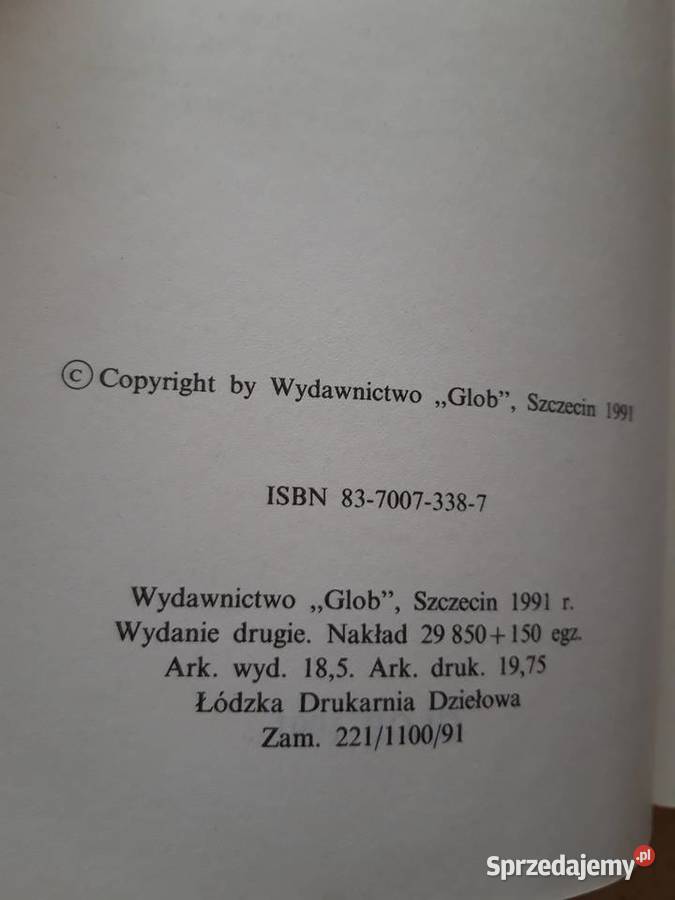 © Copyright by Wydawnictwo „Glob”, Szczecin 1991
ISBN 83-7007-338-7
Wydawnictwo „Glob”, Szczecin 1991 r.
Wydanie drugie. Nakład 29 850+150 egz.
Ark. wyd. 18,5. Ark. druk. 19,75
Łódzka Drukarnia Dziełowa
Zam. 221/1100/91
Sprzedajemy.pl